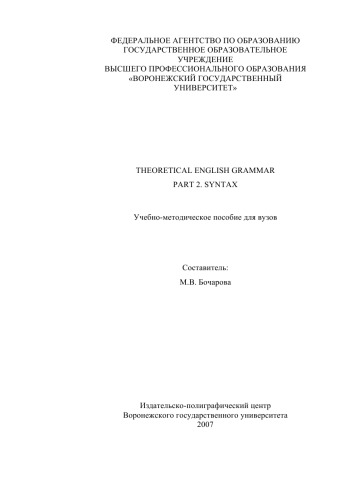 ФЕДЕРАЛЬНОЕ АГЕНТСТВО ПО ОБРАЗОВАНИЮ
ГОСУДАРСТВЕННОЕ ОБРАЗОВАТЕЛЬНОЕ
УЧРЕЖДЕНИЕ
ВЫСШЕГО ПРОФЕССИОНАЛЬНОГО ОБРАЗОВАНИЯ
«ВОРОНЕЖСКИЙ ГОСУДАРСТВЕННЫЙ
УНИВЕРСИТЕТ»
THEORETICAL ENGLISH GRAMMAR
PART 2. SYNTAX
Учебно-методическое пособие для вузов
Составитель:
М.В. Бочарова
Издательско-полиграфический центр
Воронежского государственного университета
2007